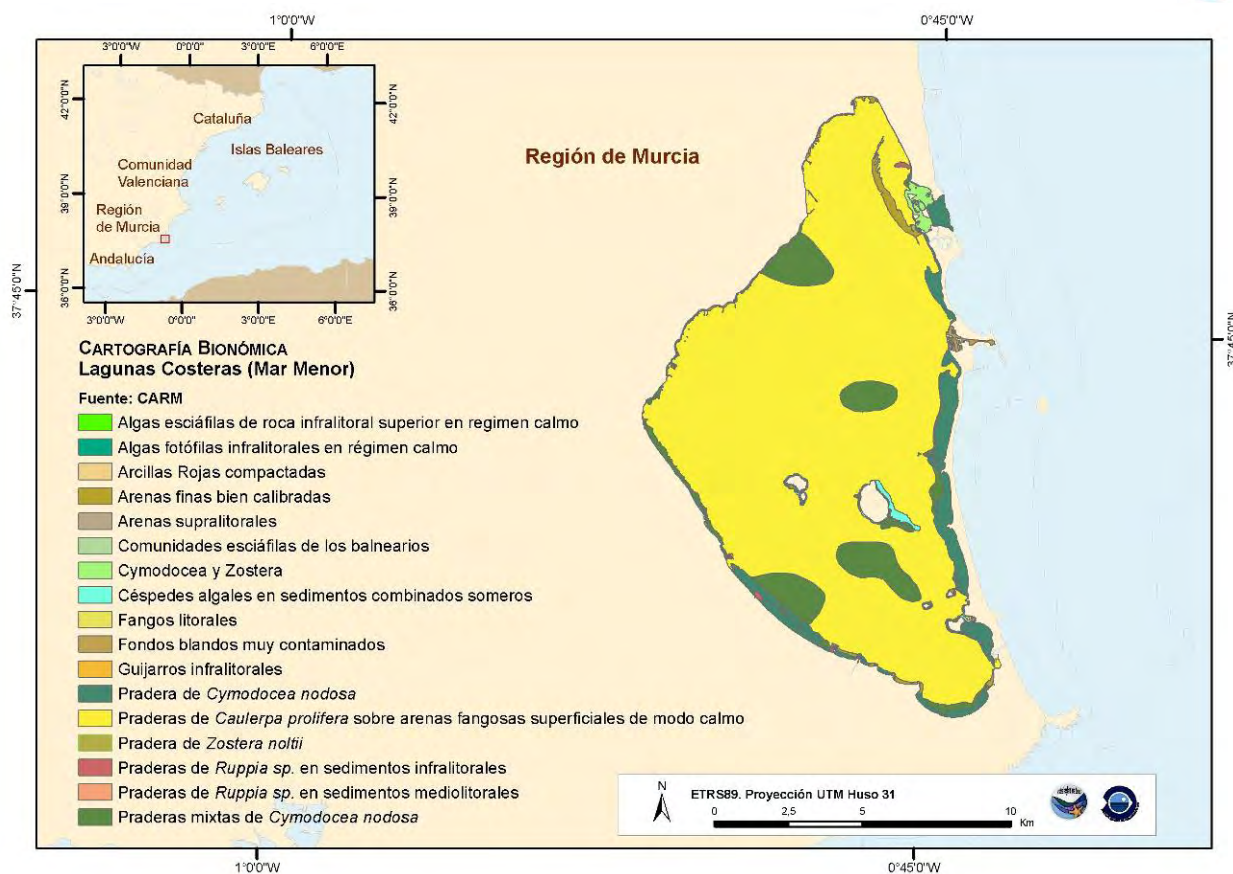 1°0'0"W
0°45'0"W
3°0'0"W
0°0'0"
3°0'0"E
6°0'0"E
42°0'0"N
42°0'0"N
Cataluña
Islas Baleares
Comunidad
Valenciana
39°0'0"N
39°0'0"N
Región
de Murcia
Andalucía
36°0'0"N
36°0'0"N
3°0'0"W
0°0'0"
3°0'0"E
6°0'0"E
Región de Murcia
37°45'0"N
37°45'0"N
CARTOGRAFÍA BIONÓMICA
Lagunas Costeras (Mar Menor)
Fuente: CARM
Algas esciáfilas de roca infralitoral superior en regimen calmo
Algas fotófilas infralitorales en régimen calmo
Arcillas Rojas compactadas
Arenas finas bien calibradas
Arenas supralitorales
Comunidades esciáfilas de los balnearios
Cymodocea y Zostera
Céspedes algales en sedimentos combinados someros
Fangos litorales
Fondos blandos muy contaminados
Guijarros infralitorales
Pradera de Cymodocea nodosa
Praderas de Caulerpa prolifera sobre arenas fangosas superficiales de modo calmo
Pradera de Zostera noltii
Praderas de Ruppia sp. en sedimentos infralitorales
Praderas de Ruppia sp. en sedimentos mediolitorales
Praderas mixtas de Cymodocea nodosa
N
ETRS89. Proyección UTM Huso 31
0 2,5 5 10
Km
1°0'0"W
0°45'0"W